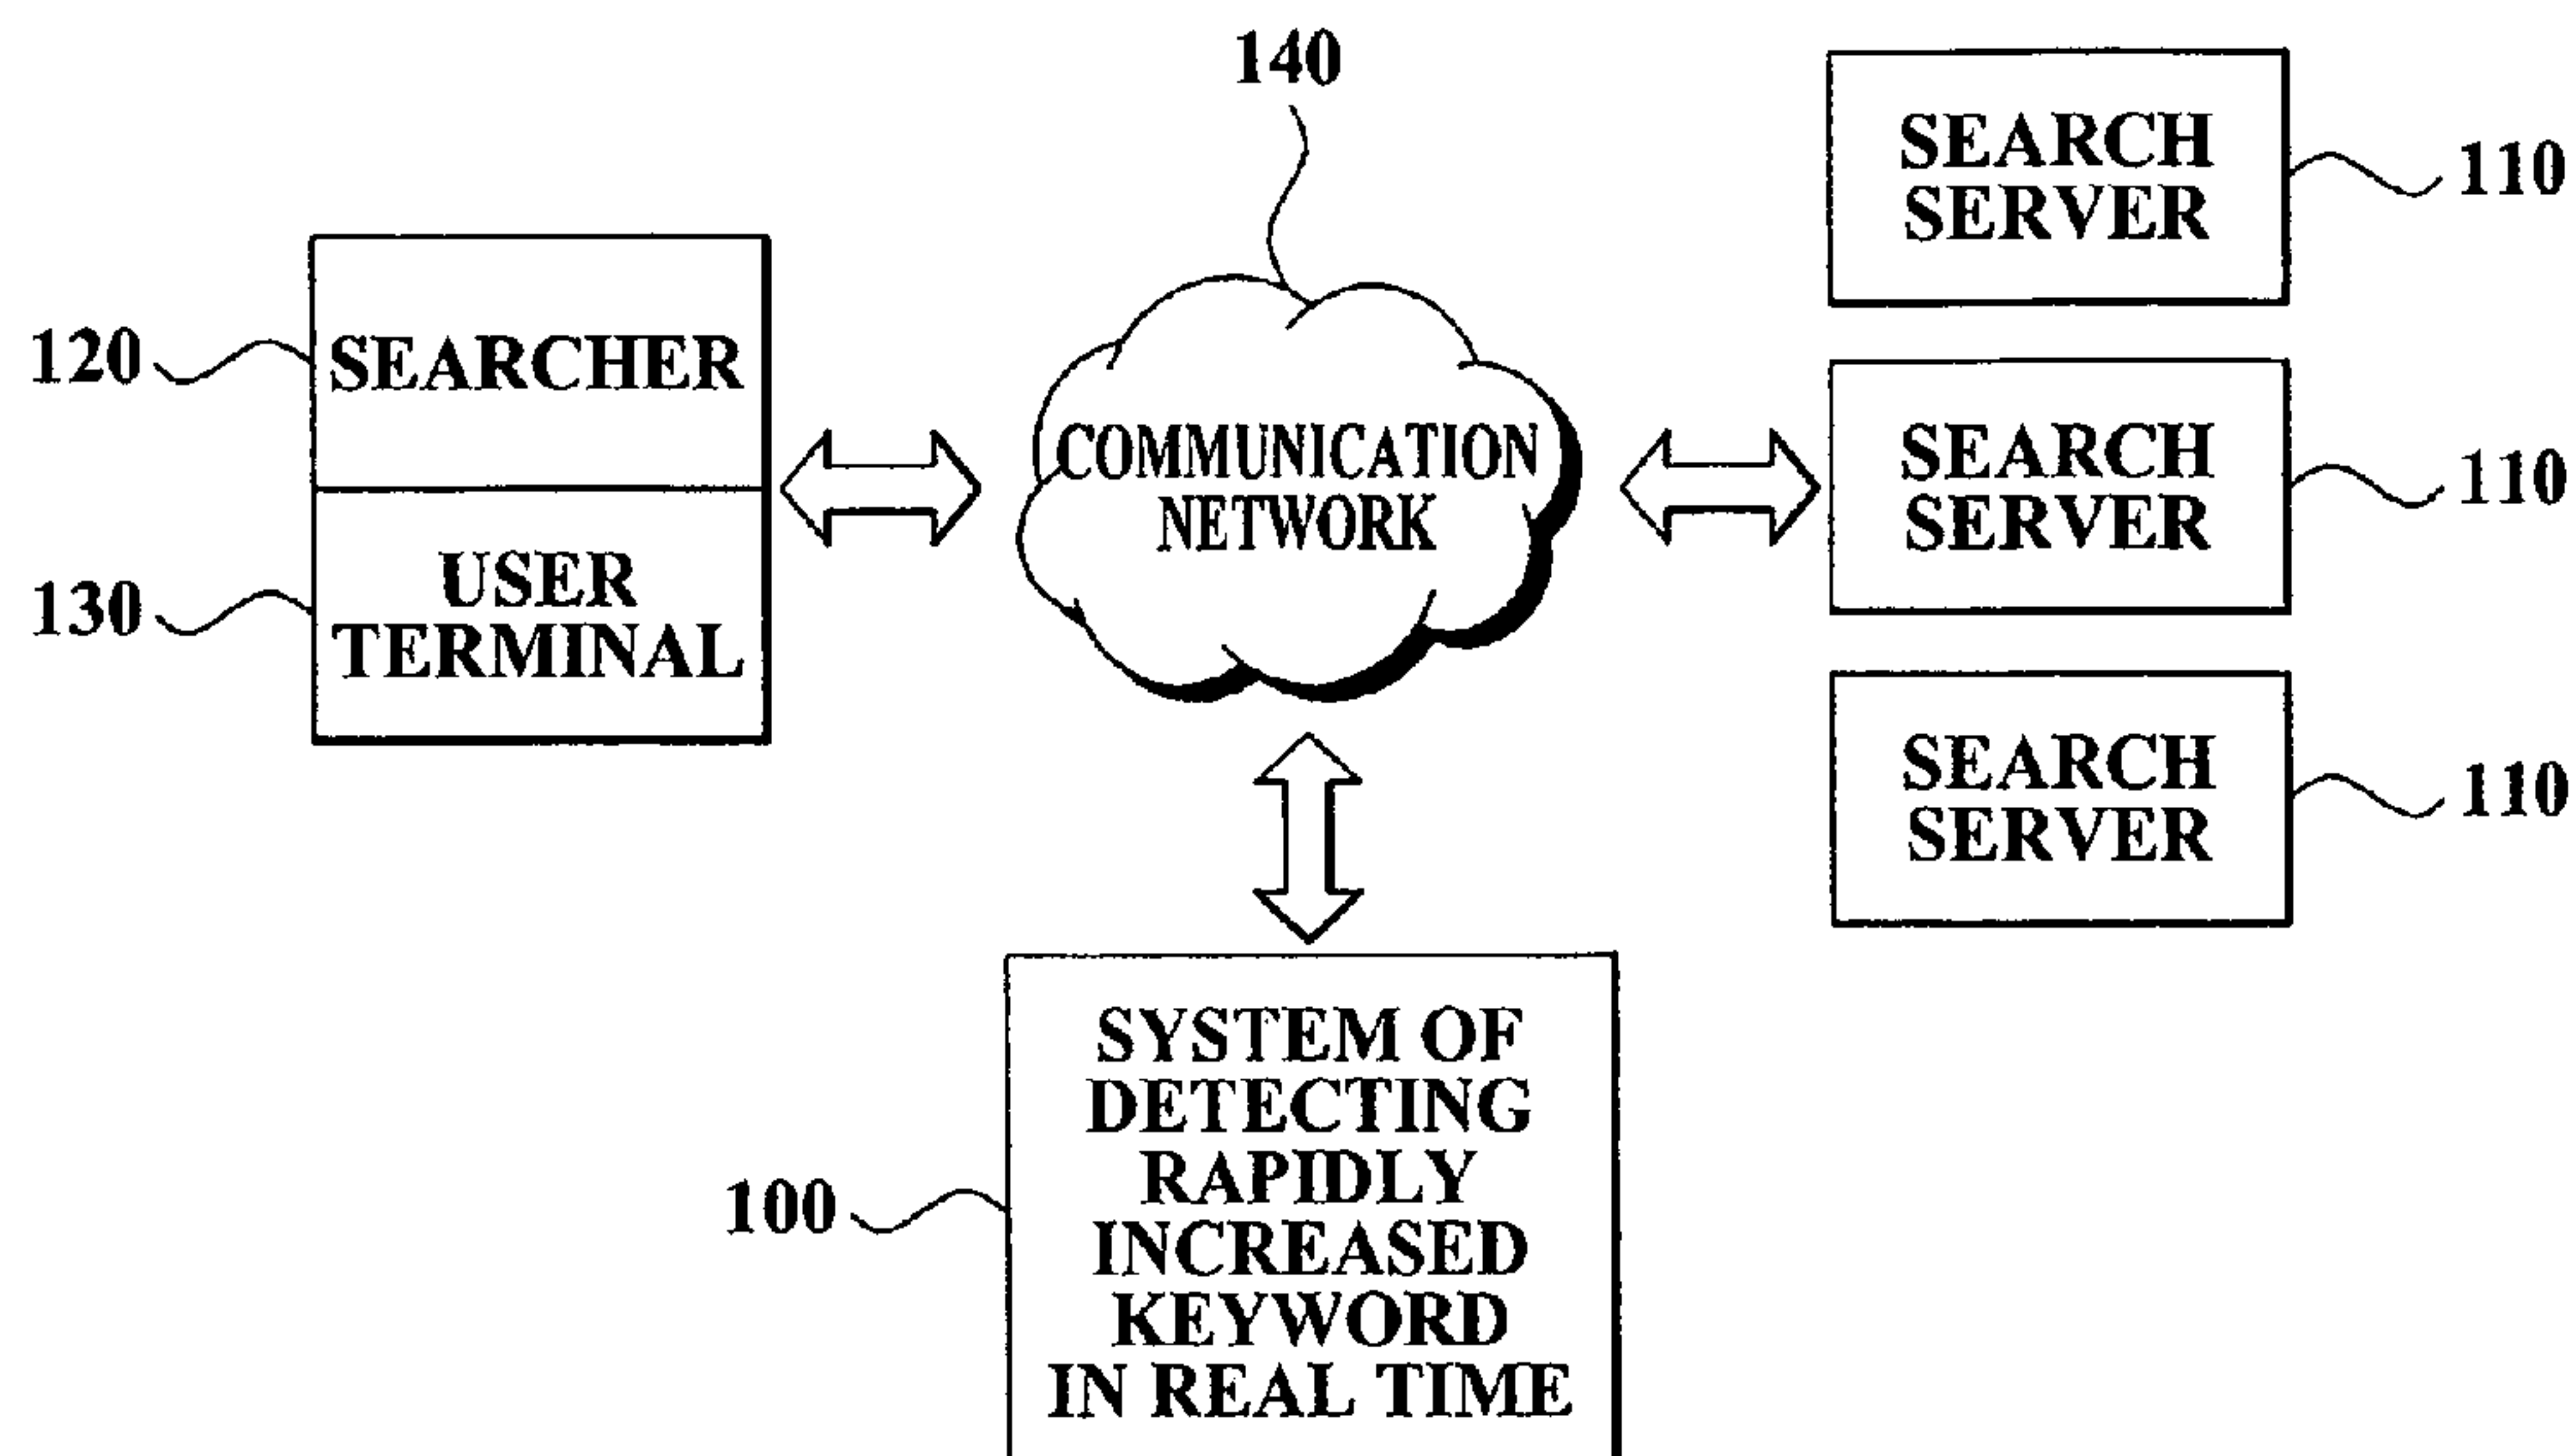 140
SEARCH
SERVER
110
120
SEARCHER
COMMUNICATION
NETWORK
SEARCH
SERVER
110
130
USER
TERMINAL
SEARCH
SERVER
110
100
SYSTEM OF
DETECTING
RAPIDLY
INCREASED
KEYWORD
IN REAL TIME